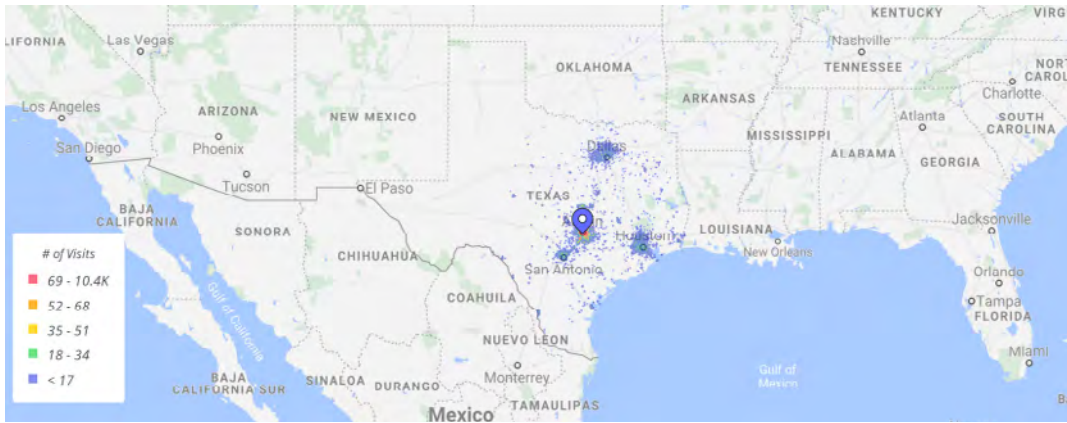 KENTUCKY
VIRG
LIFORNIA
Las Vegas
Nashville
TENNESSEE
OKLAHOMA
NORT
CAROL
Los Angeles
ARIZONA
NEW MEXICO
ARKANSAS
Charlotte
SOUTH
CAROLINA
Atlanta
MISSISSIPPI
ALABAMA
GEORGIA
San Diego
Phoenix
Dallas
Tucson
El Paso
TEXAS
BAJA
CALIFORNIA
SONORA
Houston
LOUISIANA
Jacksonville
New Orleans
CHIHUAHUA
San Antonio
# of Visits
69 - 10.4K
52 - 68
35 - 51
18 - 34
< 17
Gulf of California
COAHUILA
Orlando
Tampa
FLORIDA
NUEVO LEON
Gulf of
Mexico
Miami
Monterrey
BAJA
CALIFORNIA SUR
SINALOA
DURANGO
TAMAULIPAS
Mexico